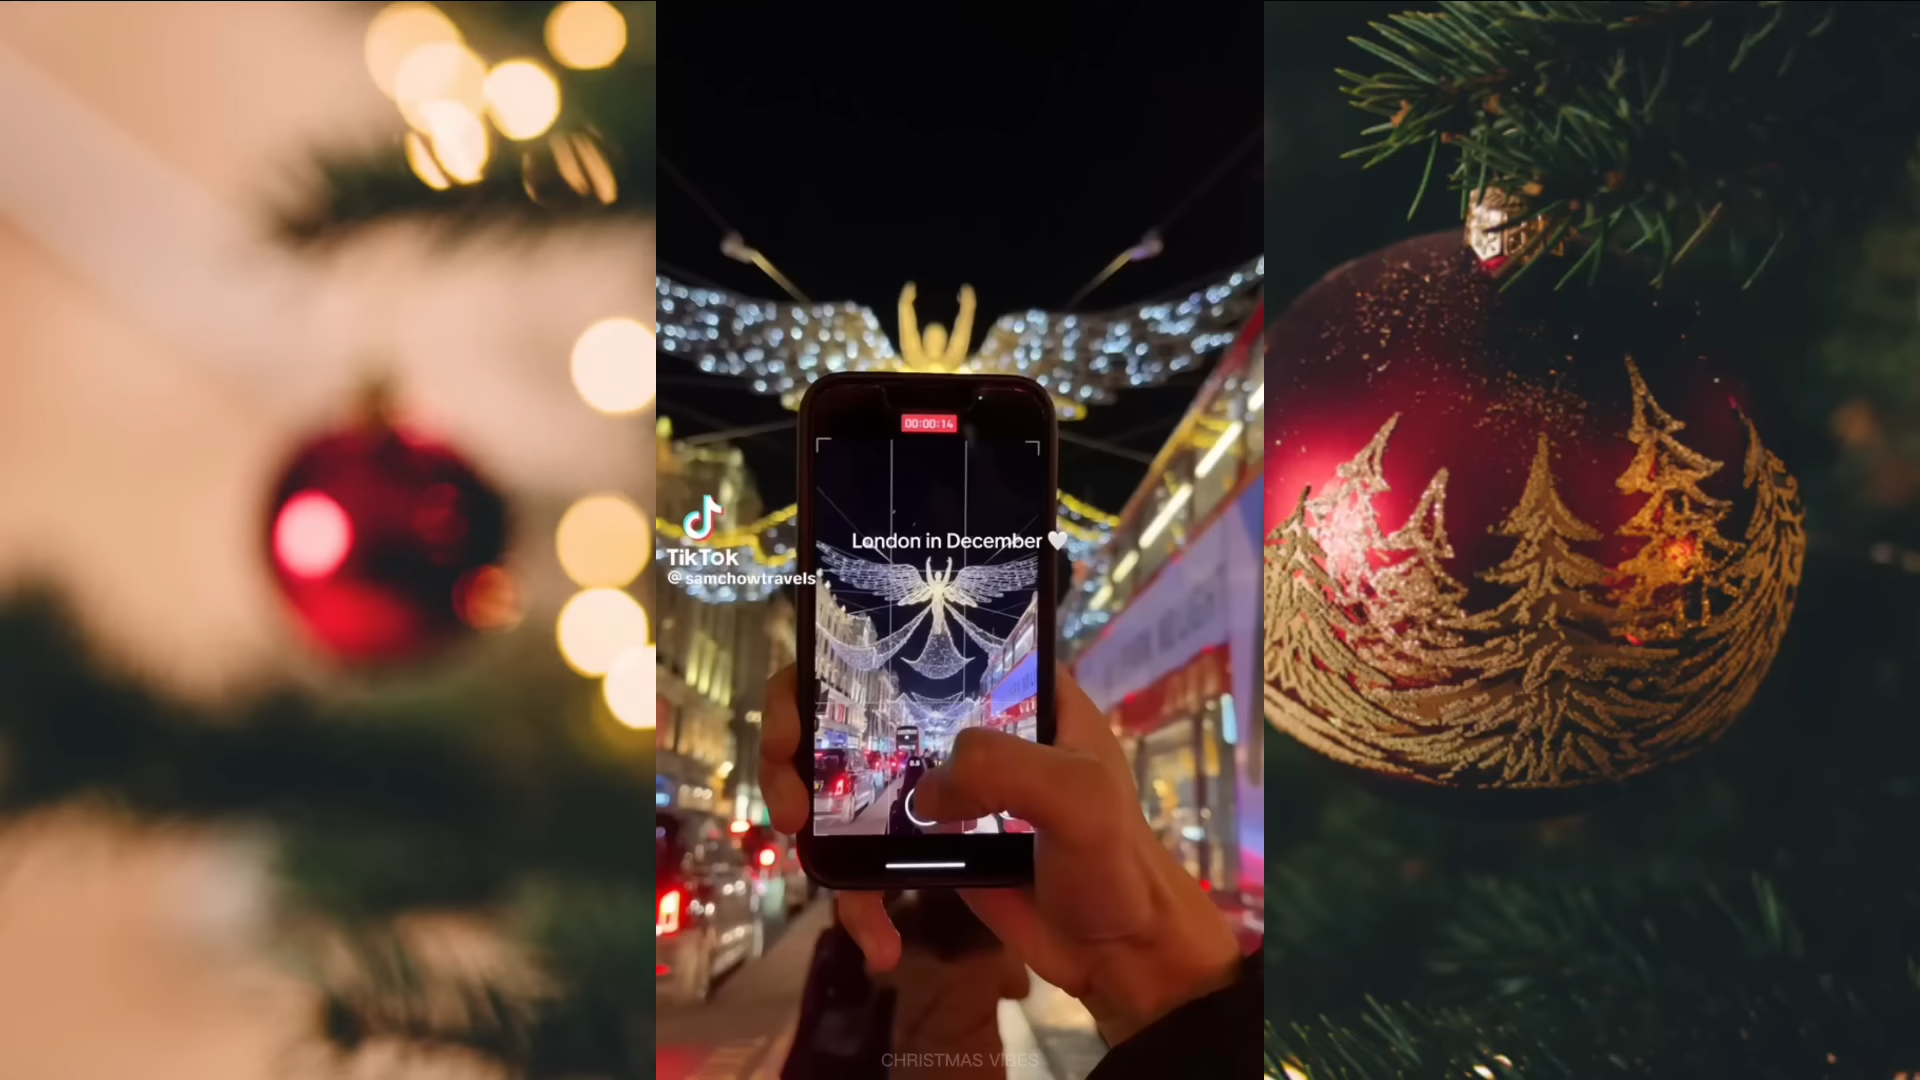 00:00:14
London in December 🤍
TikTok
@samchowtravels
CHRISTMAS VIBES